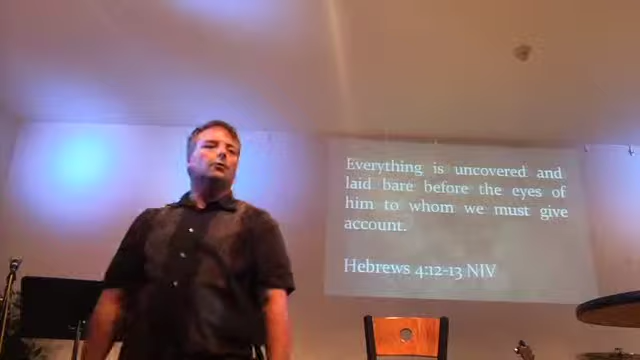 Everything is uncovered and
laid bare before the eyes of
him to whom we must give
account.
Hebrews 4:12-13 NIV